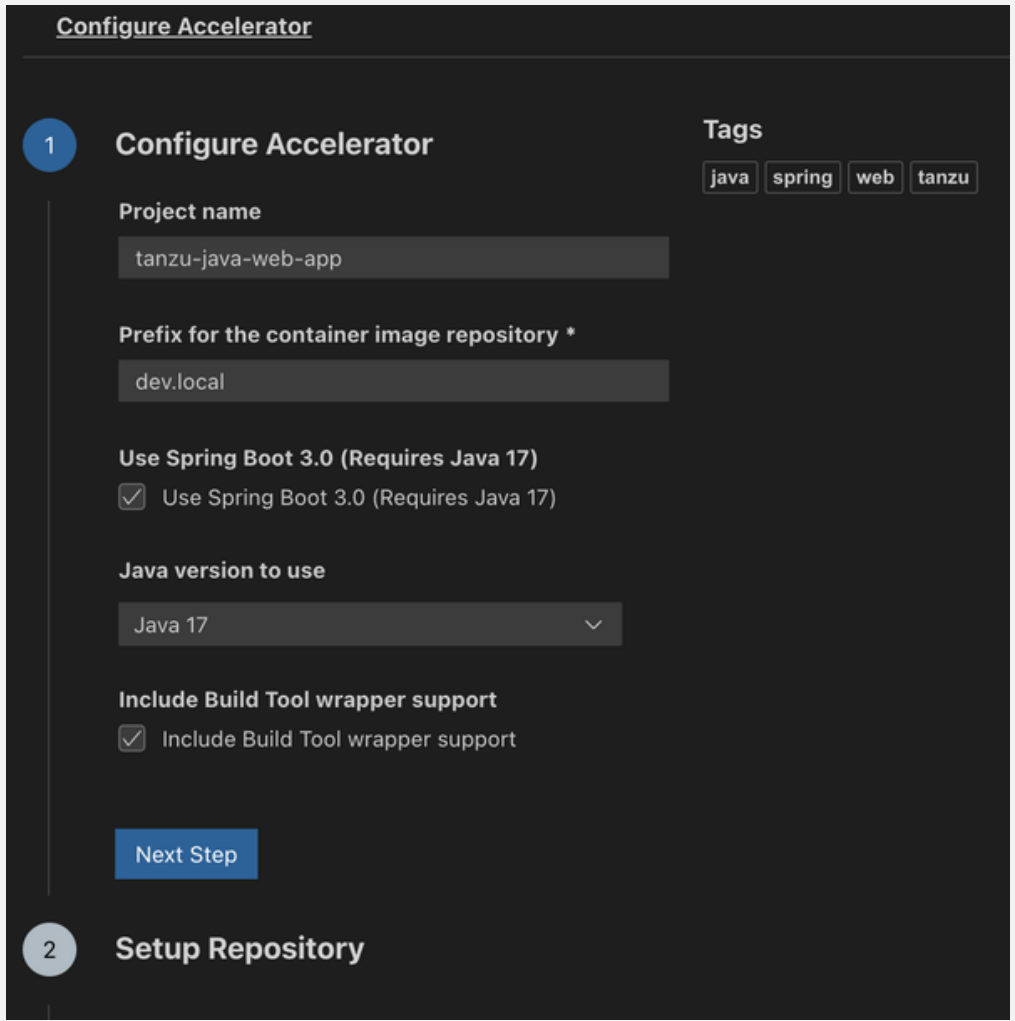 Configure Accelerator
1
Configure Accelerator
Project name
tanzu-java-web-app
Prefix for the container image repository *
dev.local
Use Spring Boot 3.0 (Requires Java 17)
Use Spring Boot 3.0 (Requires Java 17)
Java version to use
Java 17
Include Build Tool wrapper support
Include Build Tool wrapper support
Next Step
2
Setup Repository
Tags
java spring web tanzu